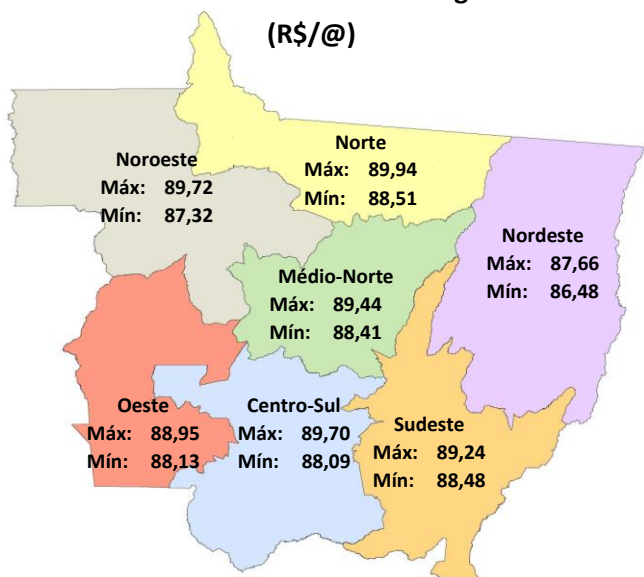 (R$/@)
Norte
Máx: 89,94
Mín: 88,51
Noroeste
Máx: 89,72
Mín: 87,32
Nordeste
Máx: 87,66
Mín: 86,48
Médio-Norte
Máx: 89,44
Mín: 88,41
Oeste
Máx: 88,95
Mín: 88,13
Centro-Sul
Máx: 89,70
Mín: 88,09
Sudeste
Máx: 89,24
Mín: 88,48